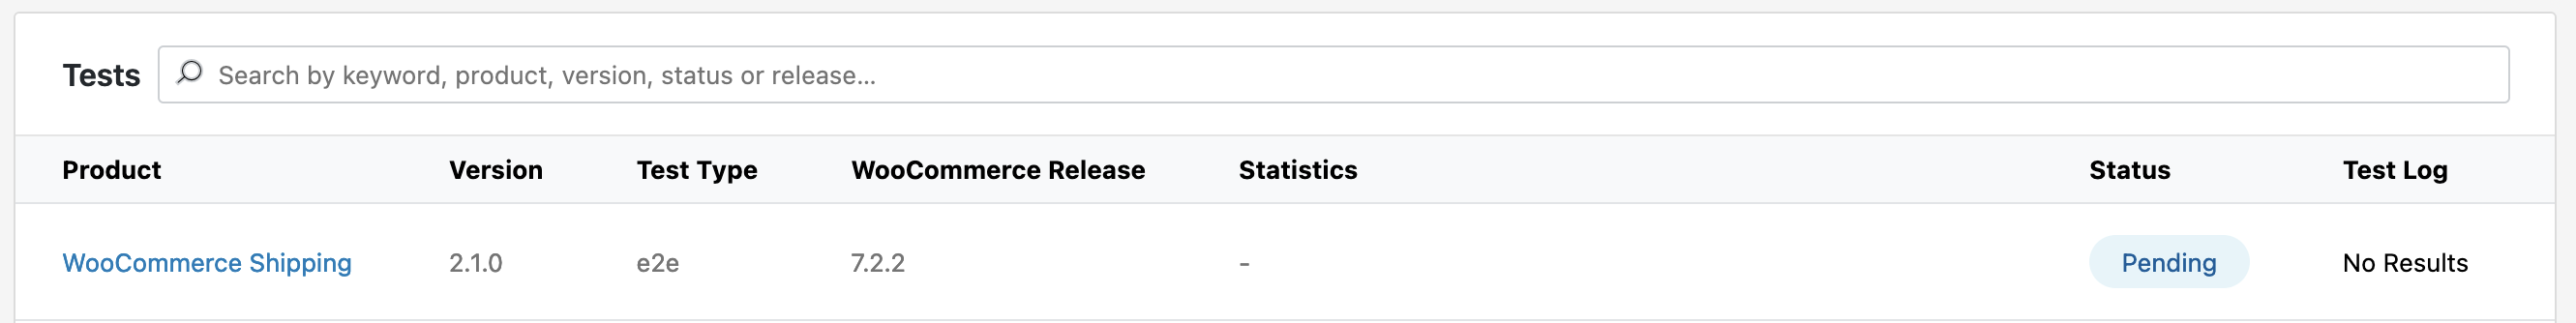 Tests
Search by keyword, product, version, status or release...
Product Version Test Type WooCommerce Release Statistics Status Test Log
WooCommerce Shipping 2.1.0 e2e 7.2.2 - Pending No Results